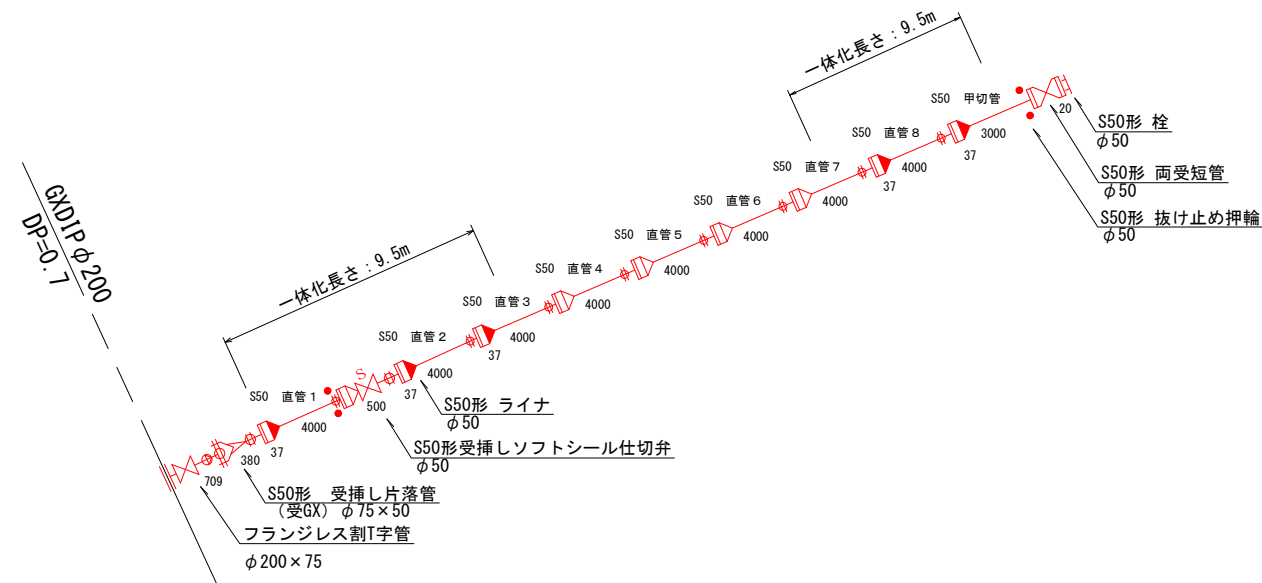 一体化長さ：9.5m
S50 甲切管
20
S50形 栓
φ50
S50 直管8
3000
37
S50形 両受短管
φ50
S50 直管7
4000
37
S50形 抜け止め押輪
φ50
S50 直管6
4000
GXDIPφ200
DP=0.7
S50 直管5
4000
一体化長さ：9.5m
S50 直管4
4000
S50 直管3
4000
S50 直管2
4000
37
S50 直管1
4000
37
S50形 ライナ
φ50
500
4000
37
S50形受挿しソフトシール仕切弁
φ50
380
709
S50形 受挿し片落管
（受GX）φ75×50
フランジレス割T字管
φ200×75
S